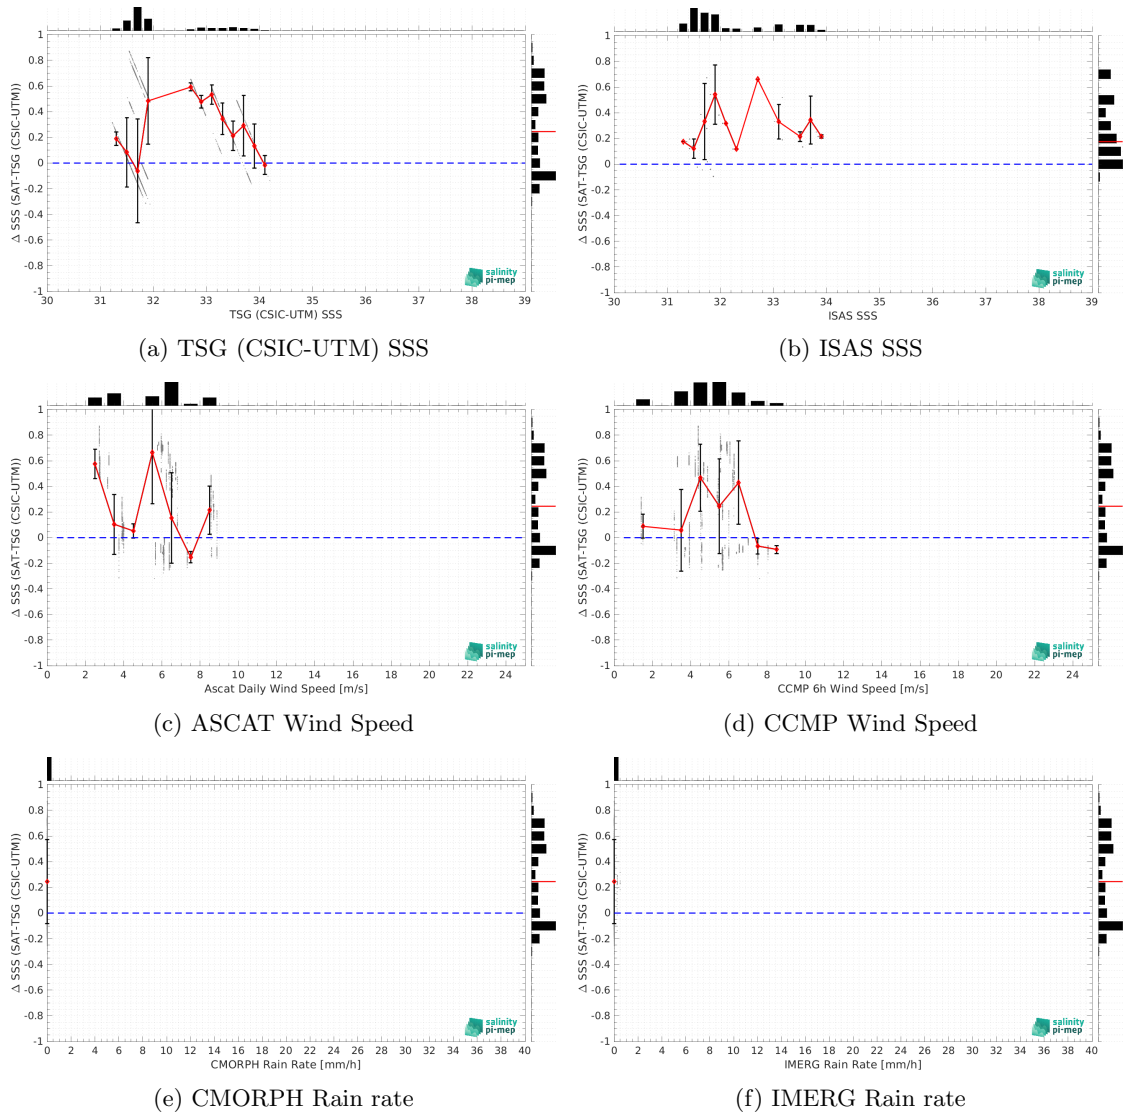 Δ SSS (SAT-TSG (CSIC-UTM))
1
0.8
0.6
0.4
0.2
0
-0.2
-0.4
-0.6
-0.8
-1
30 31 32 33 34 35 36 37 38 39
TSG (CSIC-UTM) SSS
salinity
pi-mep
(a) TSG (CSIC-UTM) SSS
Δ SSS (SAT-TSG (CSIC-UTM))
1
0.8
0.6
0.4
0.2
0
-0.2
-0.4
-0.6
-0.8
-1
30 31 32 33 34 35 36 37 38 39
ISAS SSS
salinity
pi-mep
(b) ISAS SSS
Δ SSS (SAT-TSG (CSIC-UTM))
1
0.8
0.6
0.4
0.2
0
-0.2
-0.4
-0.6
-0.8
-1
0 2 4 6 8 10 12 14 16 18 20 22 24
Ascat Daily Wind Speed [m/s]
salinity
pi-mep
(c) ASCAT Wind Speed
Δ SSS (SAT-TSG (CSIC-UTM))
1
0.8
0.6
0.4
0.2
0
-0.2
-0.4
-0.6
-0.8
-1
0 2 4 6 8 10 12 14 16 18 20 22 24
CCMP 6h Wind Speed [m/s]
salinity
pi-mep
(d) CCMP Wind Speed
Δ SSS (SAT-TSG (CSIC-UTM))
1
0.8
0.6
0.4
0.2
0
-0.2
-0.4
-0.6
-0.8
-1
0 2 4 6 8 10 12 14 16 18 20 22 24 26 28 30 32 34 36 38 40
CMORPH Rain Rate [mm/h]
salinity
pi-mep
(e) CMORPH Rain rate
Δ SSS (SAT-TSG (CSIC-UTM))
1
0.8
0.6
0.4
0.2
0
-0.2
-0.4
-0.6
-0.8
-1
0 2 4 6 8 10 12 14 16 18 20 22 24 26 28 30 32 34 36 38 40
IMERG Rain Rate [mm/h]
salinity
pi-mep
(f) IMERG Rain rate